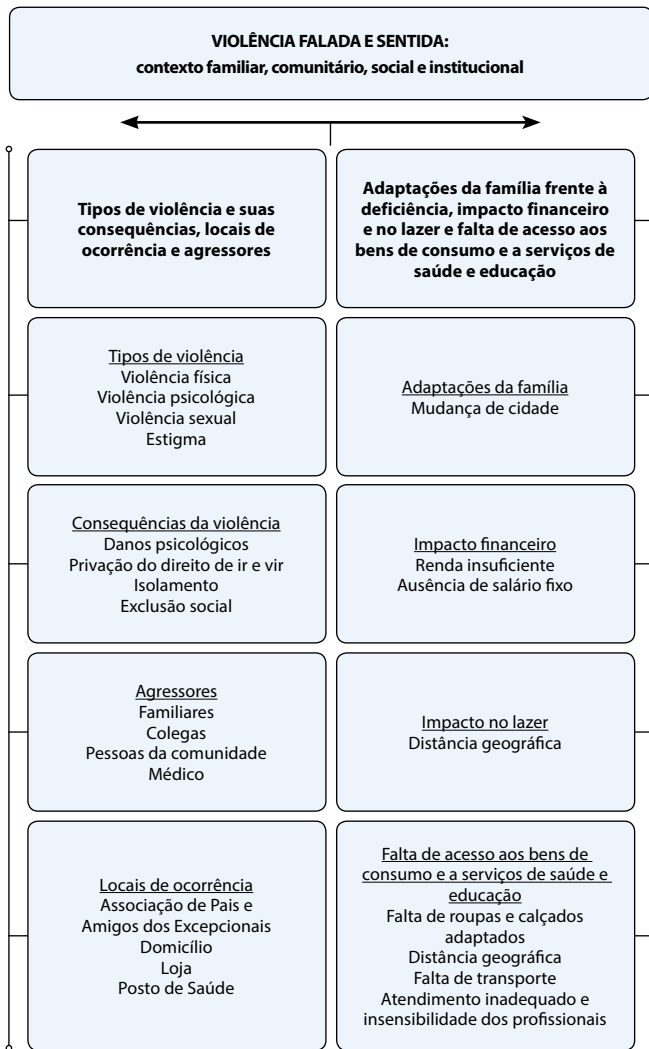 VIOLÊNCIA FALADA E SENTIDA:
contexto familiar, comunitário, social e institucional
Tipos de violência e suas
consequências, locais de
ocorrência e agressores
Adaptações da família frente à
deficiência, impacto financeiro
e no lazer e falta de acesso aos
bens de consumo e a serviços de
saúde e educação
Tipos de violência
Violência física
Violência psicológica
Violência sexual
Estigma
Adaptações da família
Mudança de cidade
Consequências da violência
Danos psicológicos
Privação do direito de ir e vir
Isolamento
Exclusão social
Impacto financeiro
Renda insuficiente
Ausência de salário fixo
Agressores
Familiares
Colegas
Pessoas da comunidade
Médico
Impacto no lazer
Distância geográfica
Locais de ocorrência
Associação de Pais e
Amigos dos Excepcionais
Domicílio
Loja
Posto de Saúde
Falta de acesso aos bens de
consumo e a serviços de saúde e
educação
Falta de roupas e calçados
adaptados
Distância geográfica
Falta de transporte
Atendimento inadequado e
insensibilidade dos profissionais